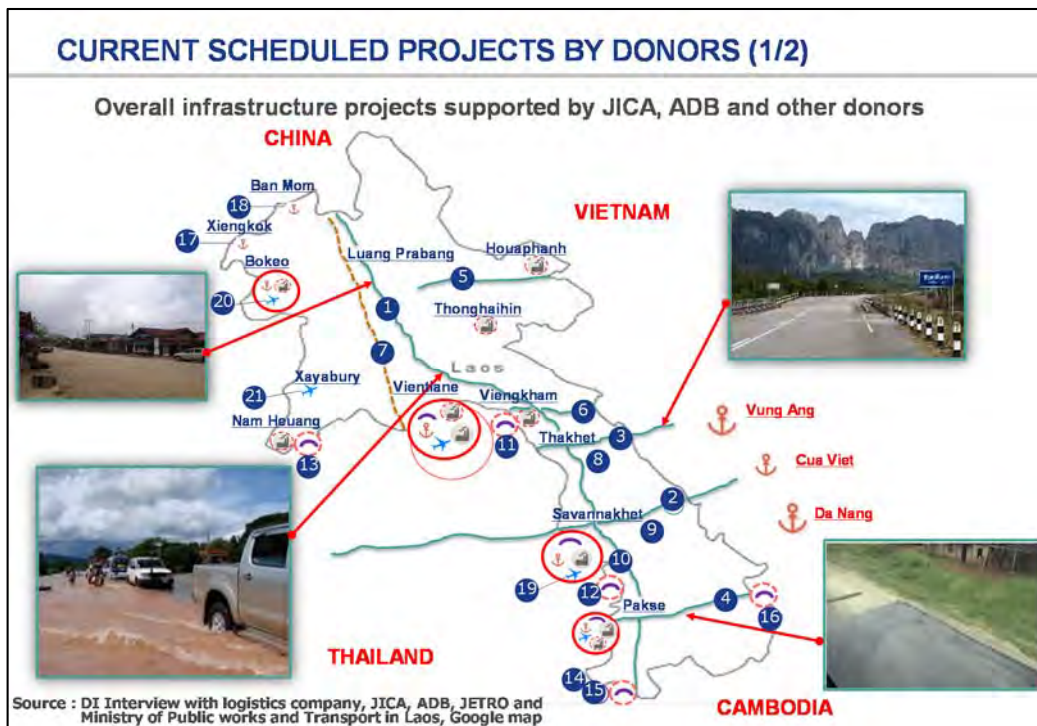 CURRENT SCHEDULED PROJECTS BY DONORS (1/2)
Overall infrastructure projects supported by JICA, ADB and other donors
CHINA
Ban Mom
18
VIETNAM
Xiengkok
17
Luang Prabang
Houaphanh
Bokeo
5
20
1
Thonghaihin
7
Laos
Xayabury
Vientiane
21
Viengkham
6
Vung Ang
Nam Heuang
11
Thakhet
3
13
8
Cua Viet
2
Savannakhet
9
Da Nang
10
19
12
Pakse
4
16
THAILAND
14
15
CAMBODIA
Source : DI Interview with logistics company, JICA, ADB, JETRO and
Ministry of Public works and Transport in Laos, Google map